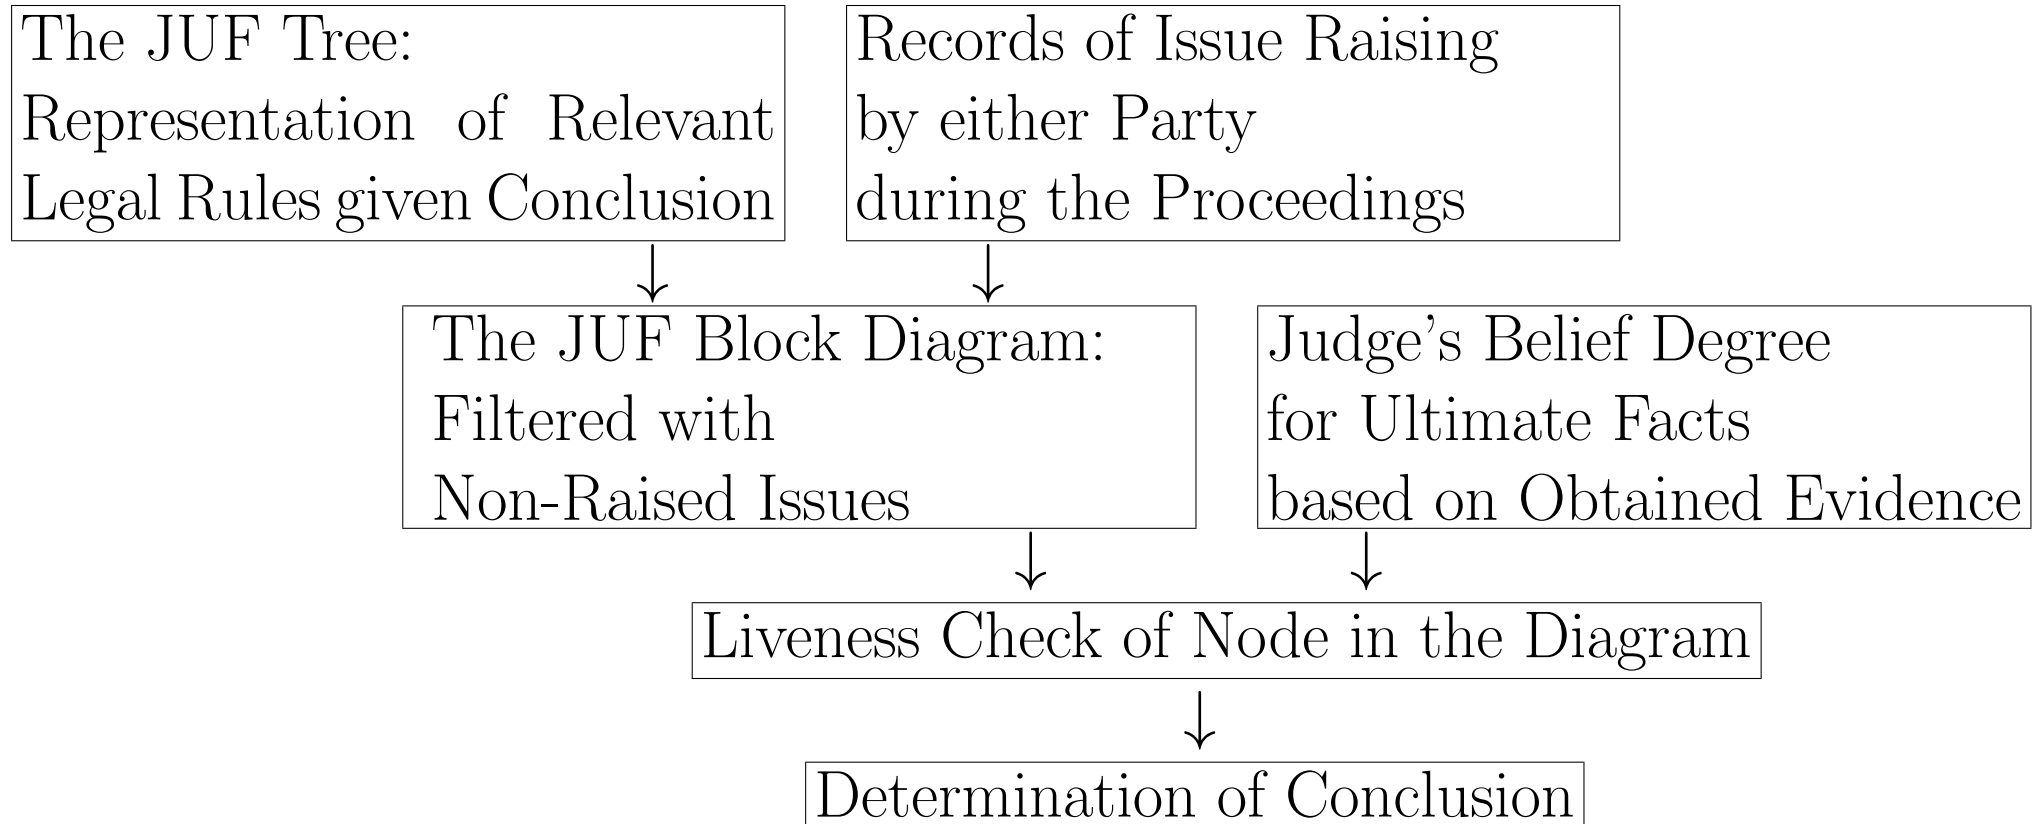 The JUF Tree:
Representation of Relevant
Legal Rules given Conclusion
Records of Issue Raising
by either Party
during the Proceedings
The JUF Block Diagram:
Filtered with
Non-Raised Issues
Judge's Belief Degree
for Ultimate Facts
based on Obtained Evidence
Liveness Check of Node in the Diagram
Determination of Conclusion